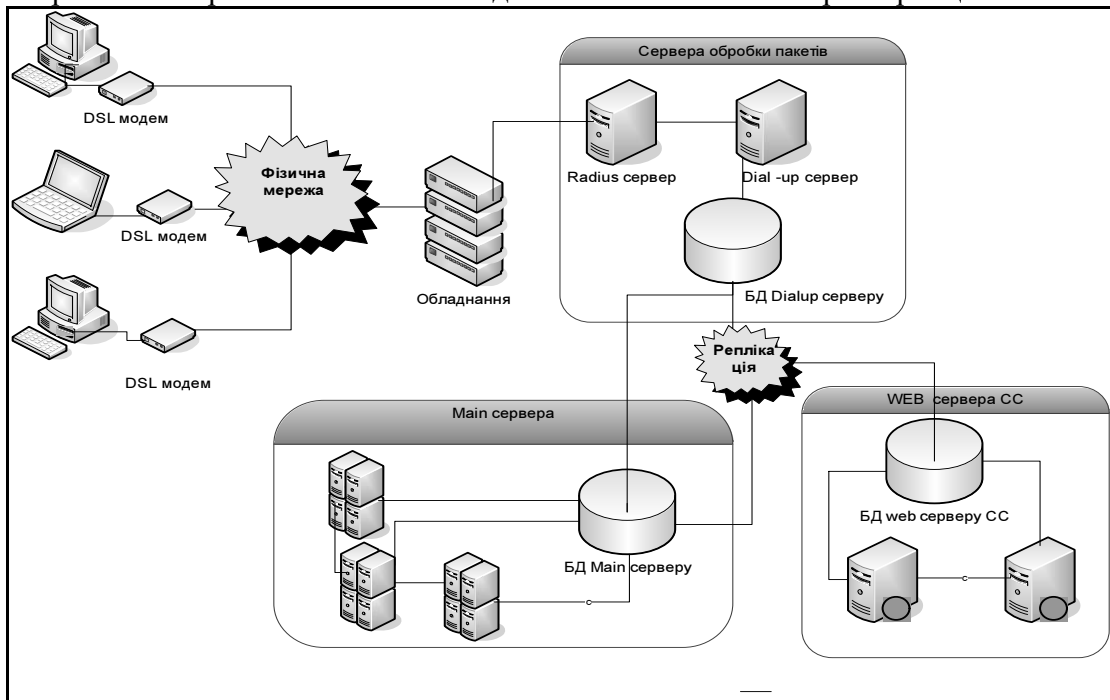 Сервера обробки пакетів
DSL модем
Фізична
мережа
Radius сервер
Dial -up сервер
DSL модем
Обладнання
БД Dialup серверу
Репліка
ція
DSL модем
Main сервера
WEB сервера СС
БД web серверу СС
БД Main серверу
с
с